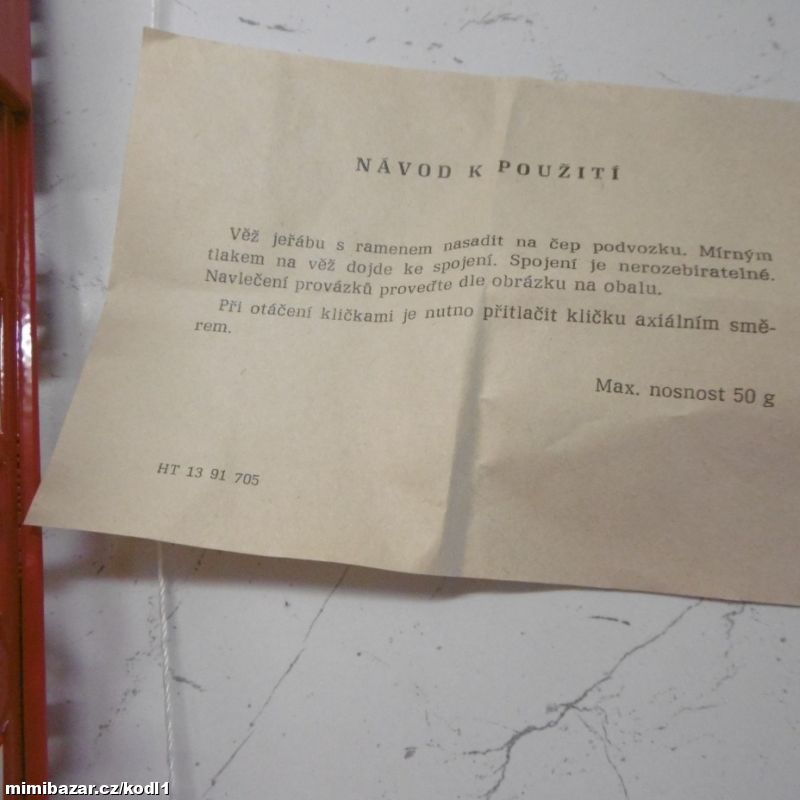 NÁVOD K POUŽITÍ
Věž jeřábu s ramenem nasadit na čep podvozku. Mírným
tlakem na věž dojde ke spojení. Spojení je nerozebiratelné.
Navlečení provázků proveďte dle obrázku na obalu.
Při otáčení kličkami je nutno přitlačit kličku axiálním smě-
rem.
Max. nosnost 50 g
HT 13 91 705
mimibazar.cz/kodl1